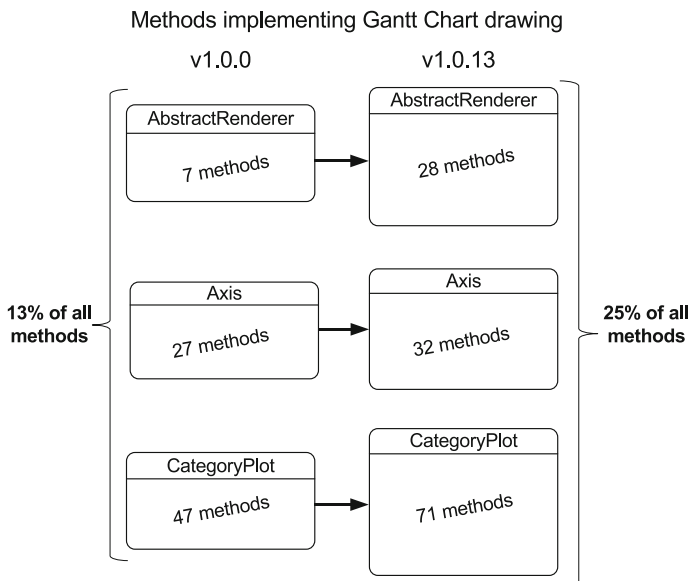 Methods implementing Gantt Chart drawing
v1.0.0
v1.0.13
AbstractRenderer
7 methods
AbstractRenderer
28 methods
13% of all
methods
Axis
27 methods
Axis
32 methods
25% of all
methods
CategoryPlot
47 methods
CategoryPlot
71 methods